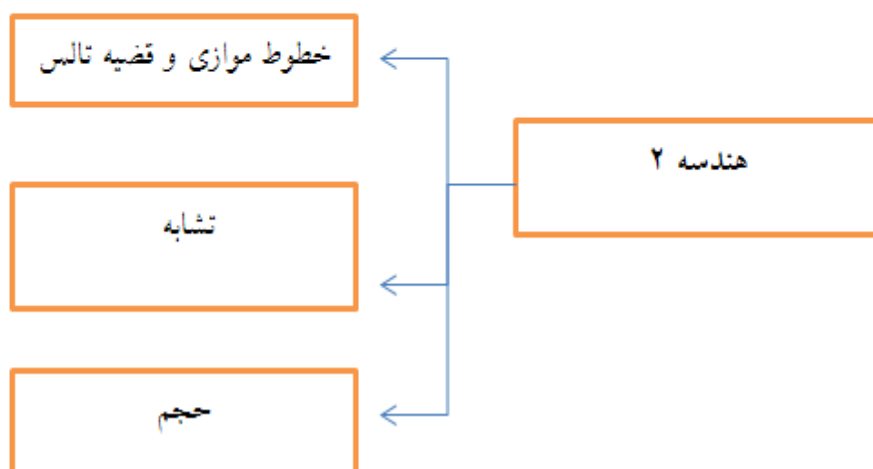 هندسه ۲
خطوط موازی و قضیه تالس
تشابه
حجم